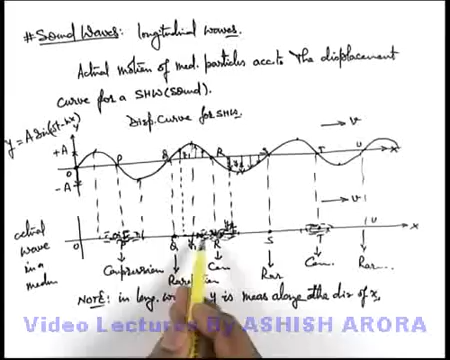 # Sound Waves: longitudinal waves.
Actual motion of med. particles acc. to the displacement
curve for a SHW (sound).
y = A sin(ωt-kx)
Disp. Curve for SHWs
y
+A
→ v
O P Q R S T U x
-A
→ v
actual
wave
in a
medium
O P Q R S T U x
Compression Rarefaction Com Rar Com.. Rar...
NOTE: in long. y is meas along the dir of x,
Video Lectures By ASHISH ARORA